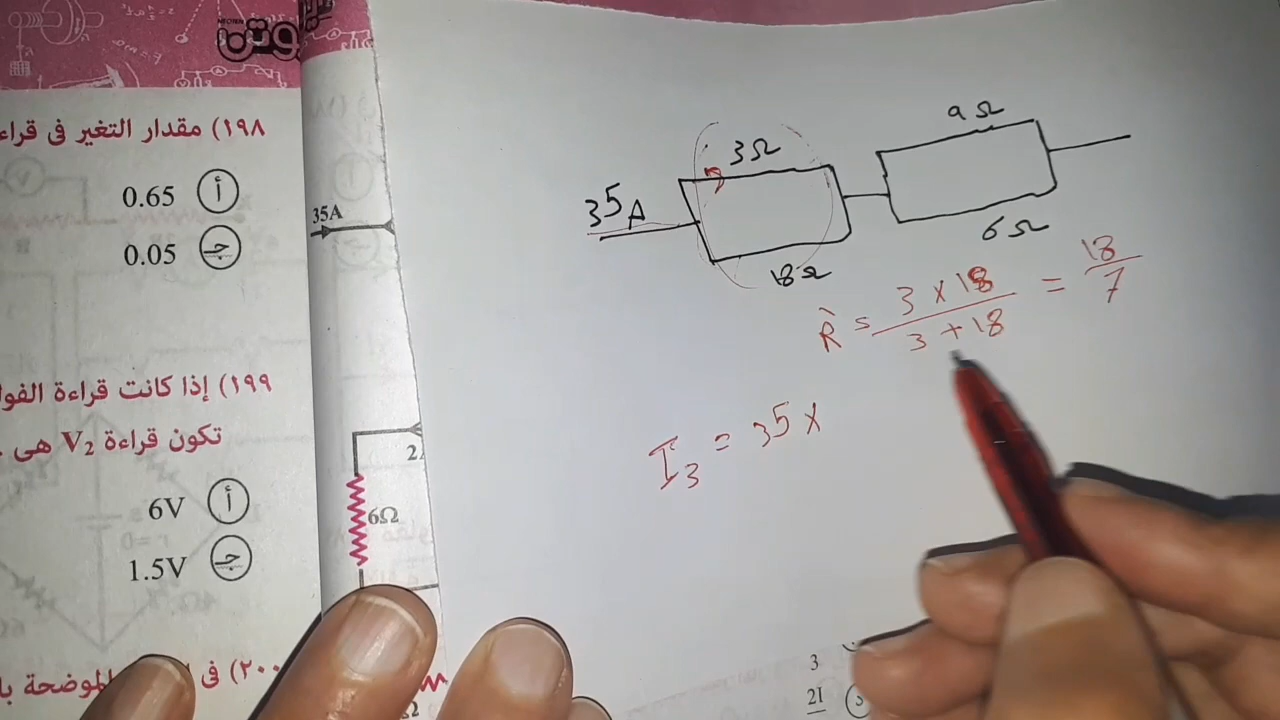 نيوتن
١٩٨) مقدار التغير فى قراءة
أ 0.65
ج 0.05
١٩٩) إذا كانت قراءة الفو
تكون قراءة V2 هى
أ 6V
ج 1.5V
٢٠٠) فى
الموضحة
35A
6Ω
3Ω
9Ω
35A
18Ω
6Ω
R̀ = 3 × 18 / 3 + 18 = 18 / 7
I3 = 35 ×
3
21